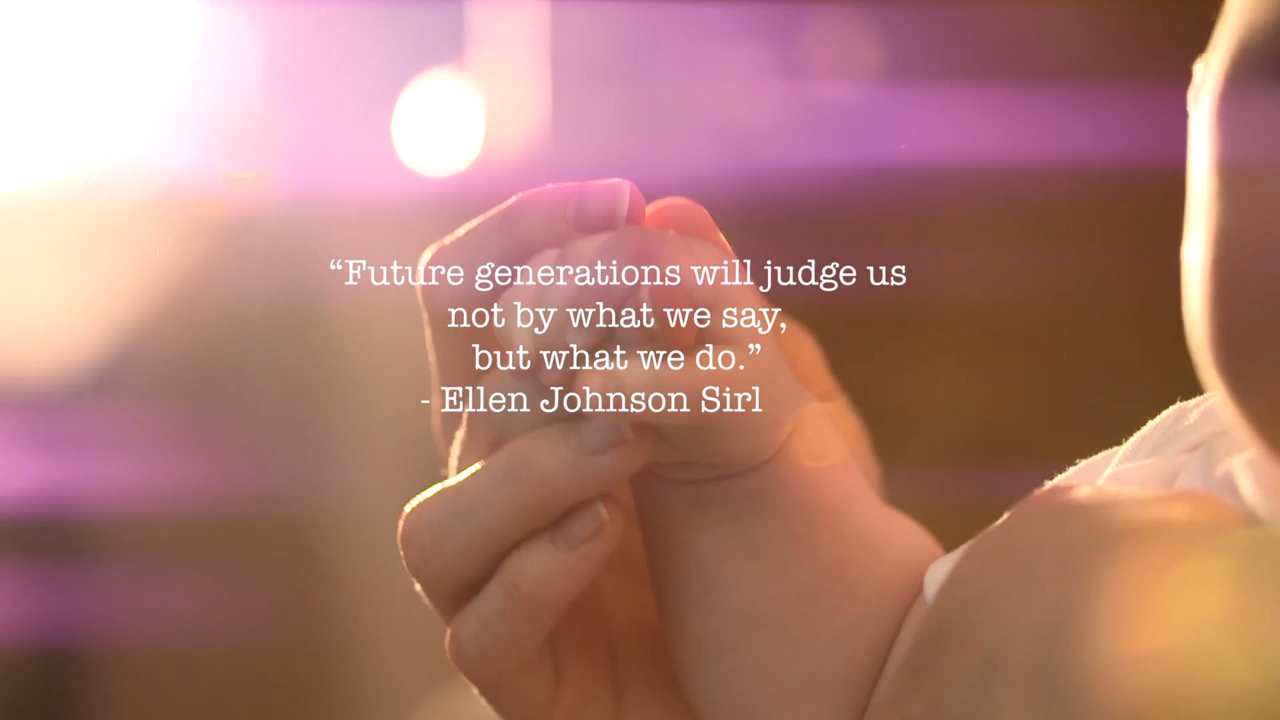 “Future generations will judge us
not by what we say,
but what we do.”
- Ellen Johnson Sirl